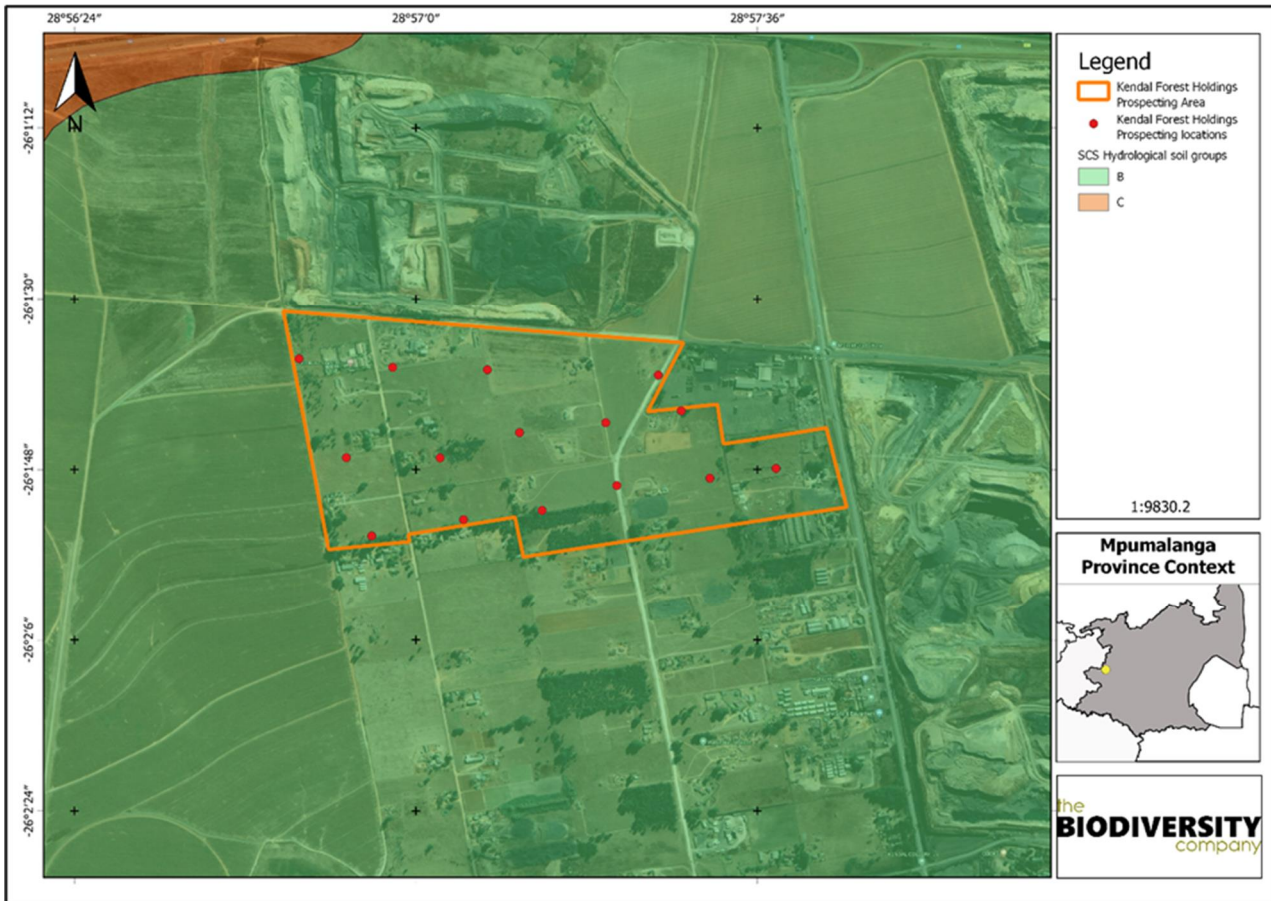 28°56'24"
28°57'0"
28°57'36"
-26°1'12"
-26°1'30"
-26°1'48"
-26°2'6"
-26°2'24"
N
Legend
Kendal Forest Holdings
Prospecting Area
Kendal Forest Holdings
Prospecting locations
SCS Hydrological soil groups
B
C
1:9830.2
Mpumalanga
Province Context
the
BIODIVERSITY
company